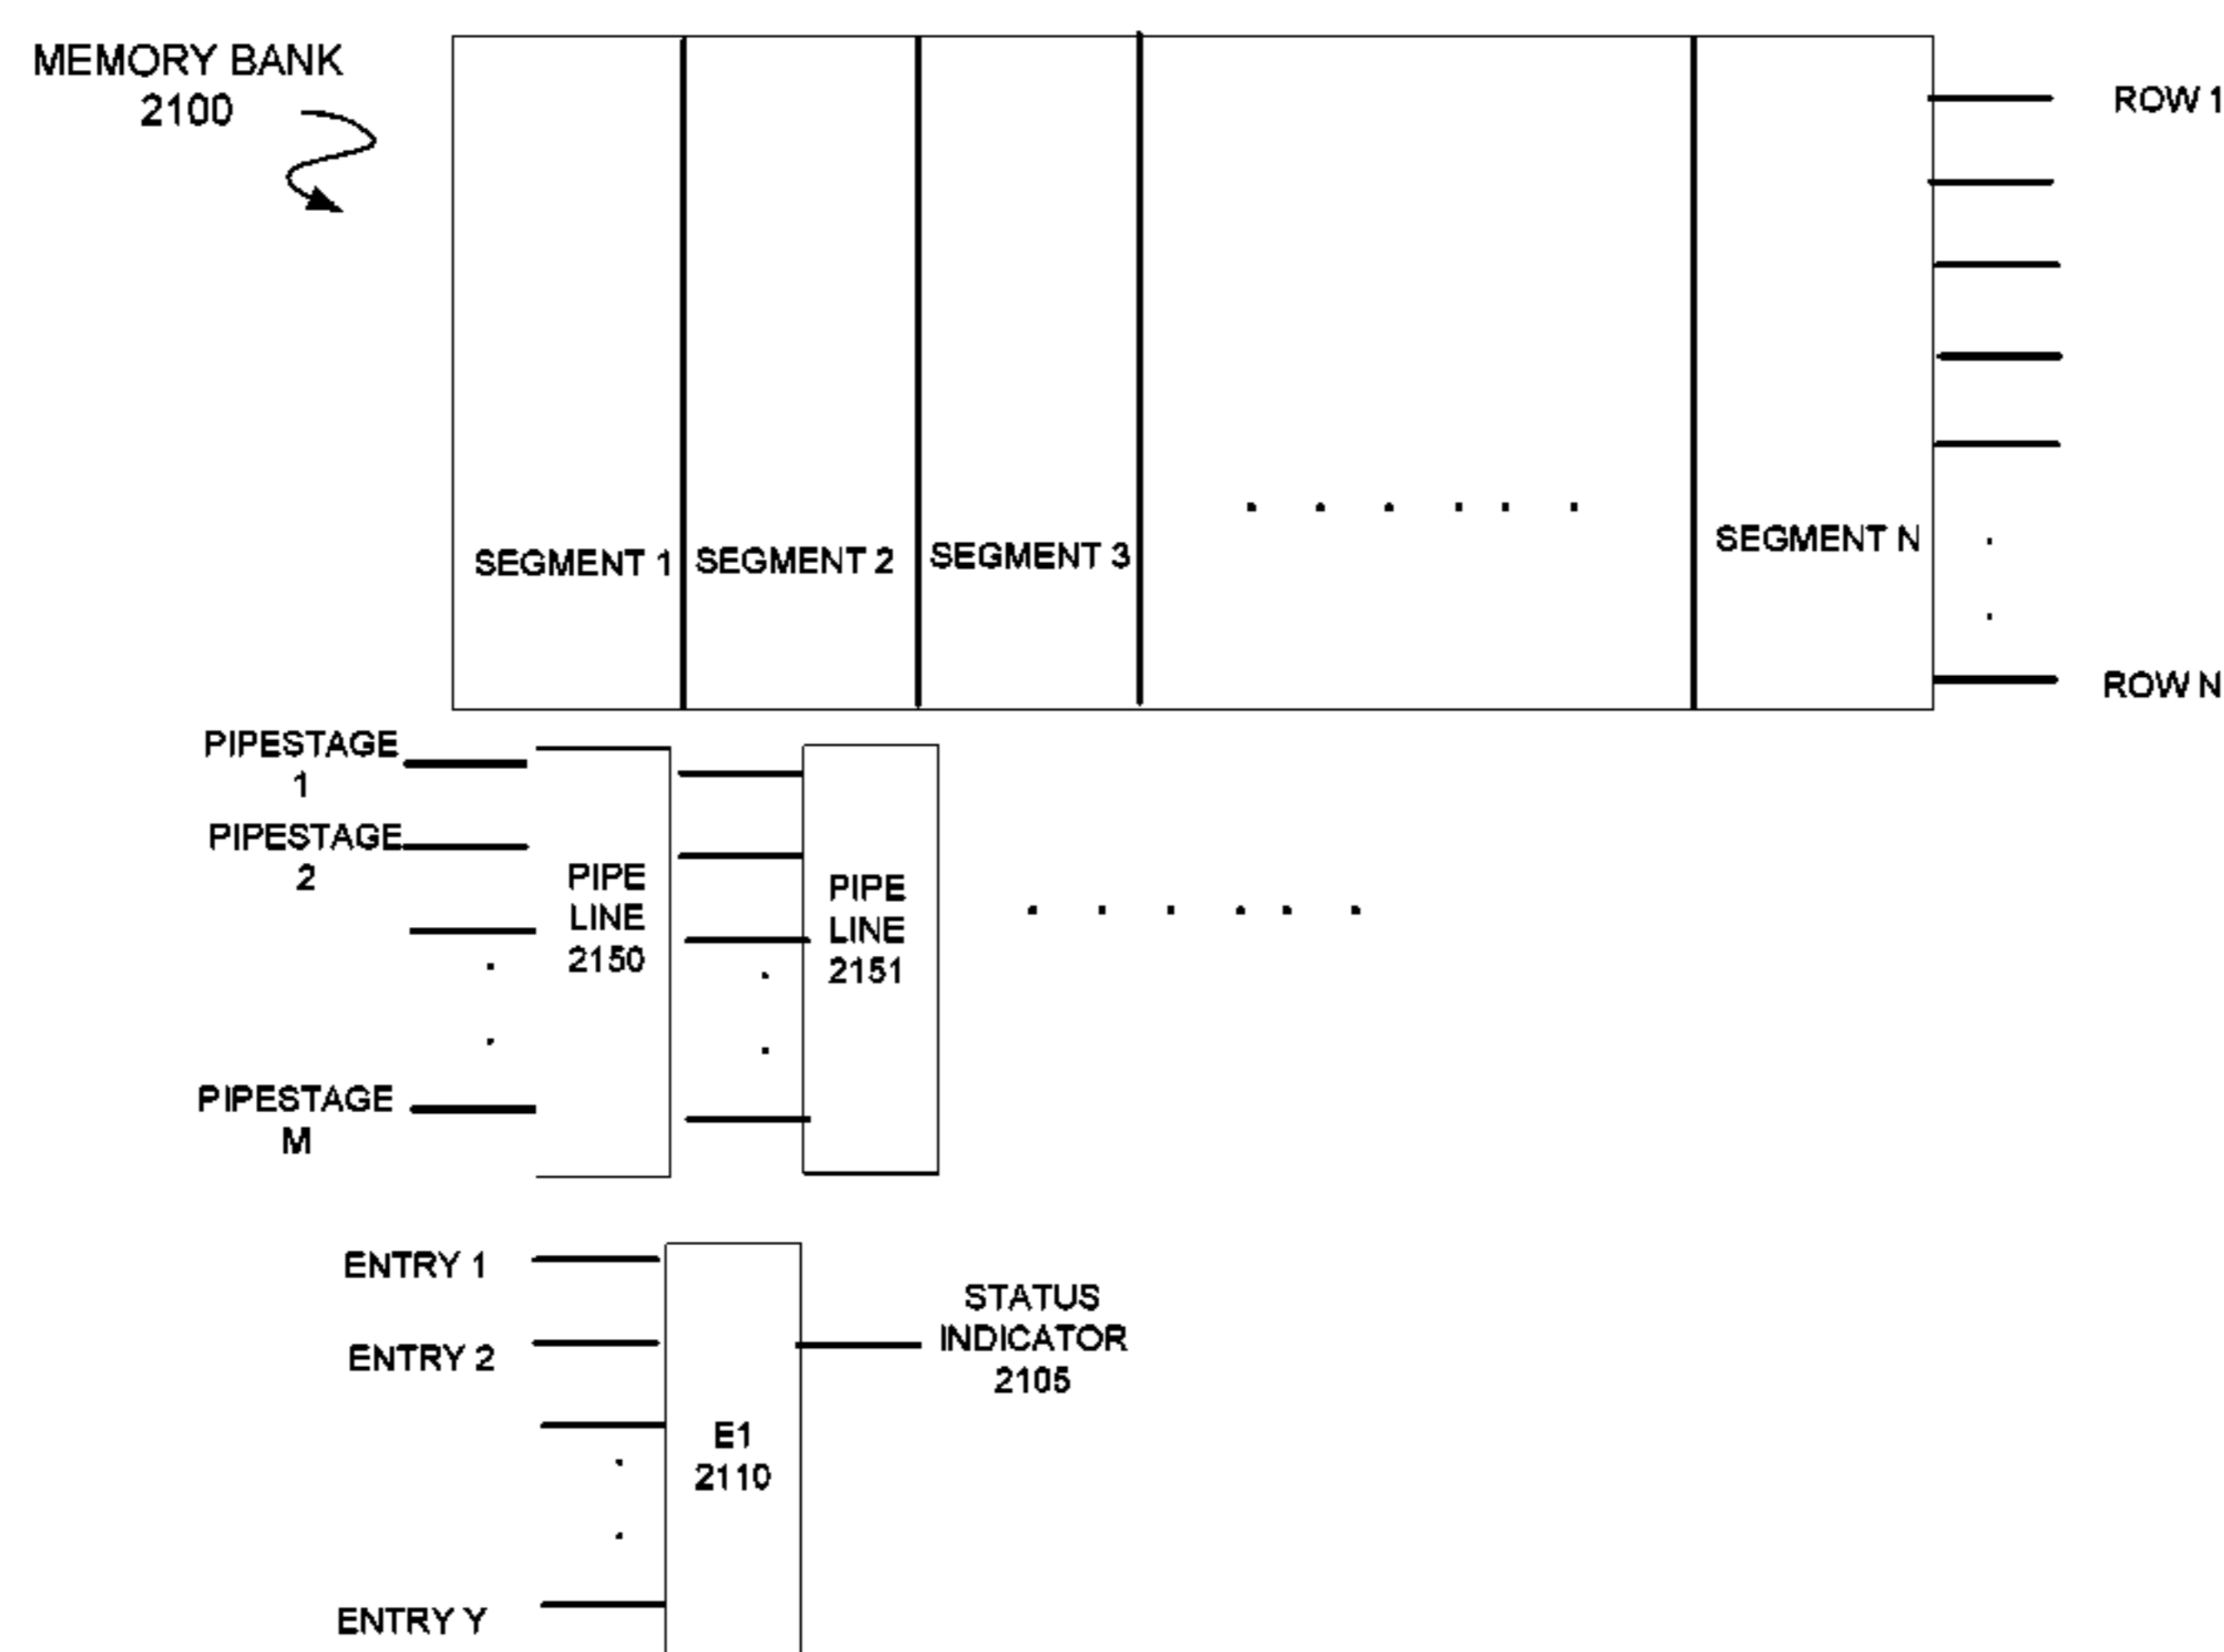 MEMORY BANK
2100
ROW 1
SEGMENT 1
SEGMENT 2
SEGMENT 3
SEGMENT N
ROW N
PIPESTAGE
1
PIPESTAGE
2
PIPESTAGE
M
PIPE
LINE
2150
PIPE
LINE
2151
ENTRY 1
ENTRY 2
ENTRY Y
E1
2110
STATUS
INDICATOR
2105